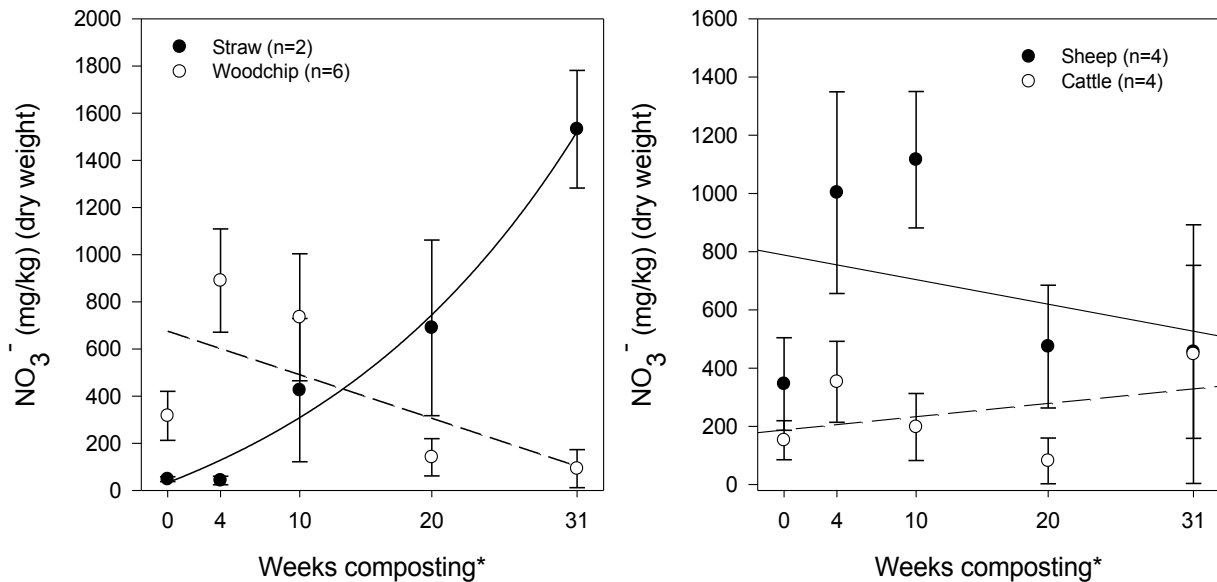 NO3- (mg/kg) (dry weight)
2000
1800
1600
1400
1200
1000
800
600
400
200
0
Straw (n=2)
Woodchip (n=6)
0 4 10 20 31
Weeks composting*
NO3- (mg/kg) (dry weight)
1600
1400
1200
1000
800
600
400
200
0
Sheep (n=4)
Cattle (n=4)
0 4 10 20 31
Weeks composting*